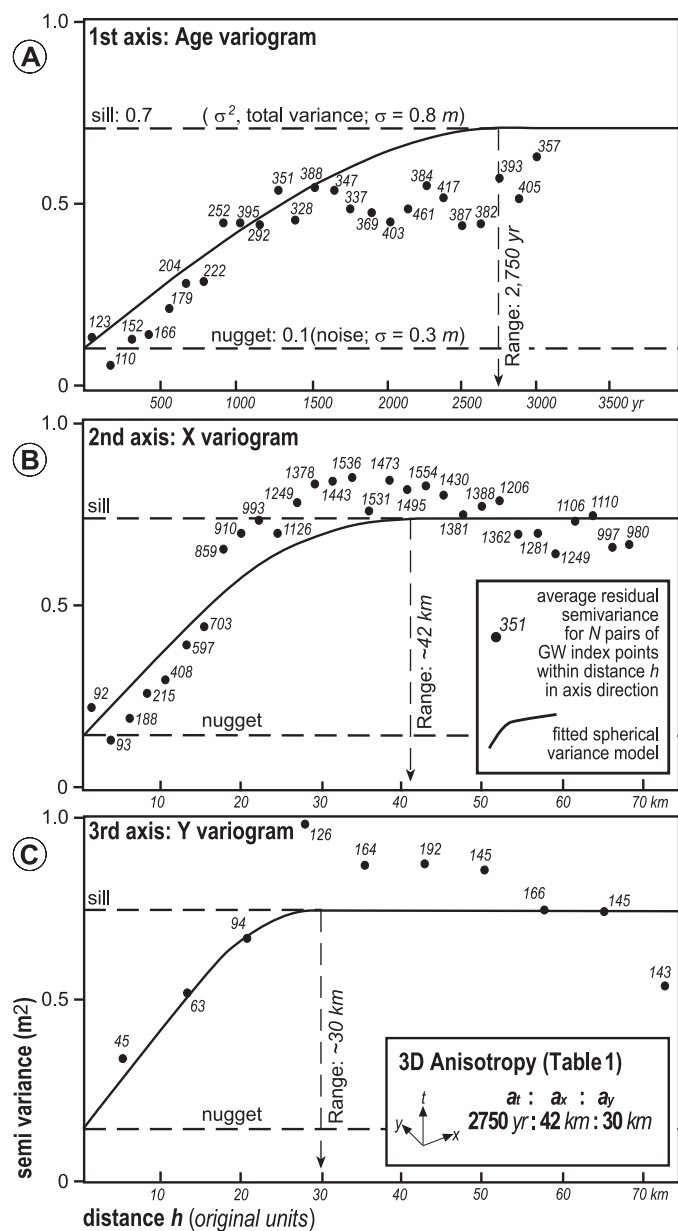 A
1st axis: Age variogram
1.0
0.5
0
sill: 0.7
( σ², total variance; σ = 0.8 m)
123
110
152
166
179
204
222
252
395
292
351
328
388
347
337
369
403
461
384
417
387
382
393
405
357
Range: 2,750 yr
nugget: 0.1(noise; σ = 0.3 m)
500
1000
1500
2000
2500
3000
3500 yr
B
2nd axis: X variogram
1.0
0.5
0
sill
92
93
188
215
408
597
703
859
910
993
1126
1249
1378
1443
1536
1531
1473
1495
1554
1430
1381
1388
1206
1362
1281
1249
1106
1110
997
980
Range: ~42 km
nugget
351
average residual
semivariance
for N pairs of
GW index points
within distance h
in axis direction
fitted spherical
variance model
10
20
30
40
50
60
70 km
C
3rd axis: Y variogram
1.0
0.5
0
sill
45
63
94
126
164
192
145
166
145
143
Range: ~30 km
nugget
3D Anisotropy (Table 1)
t
y
x
at : ax : ay
2750 yr : 42 km : 30 km
semi variance (m2)
10
20
30
40
50
60
70 km
distance h (original units)